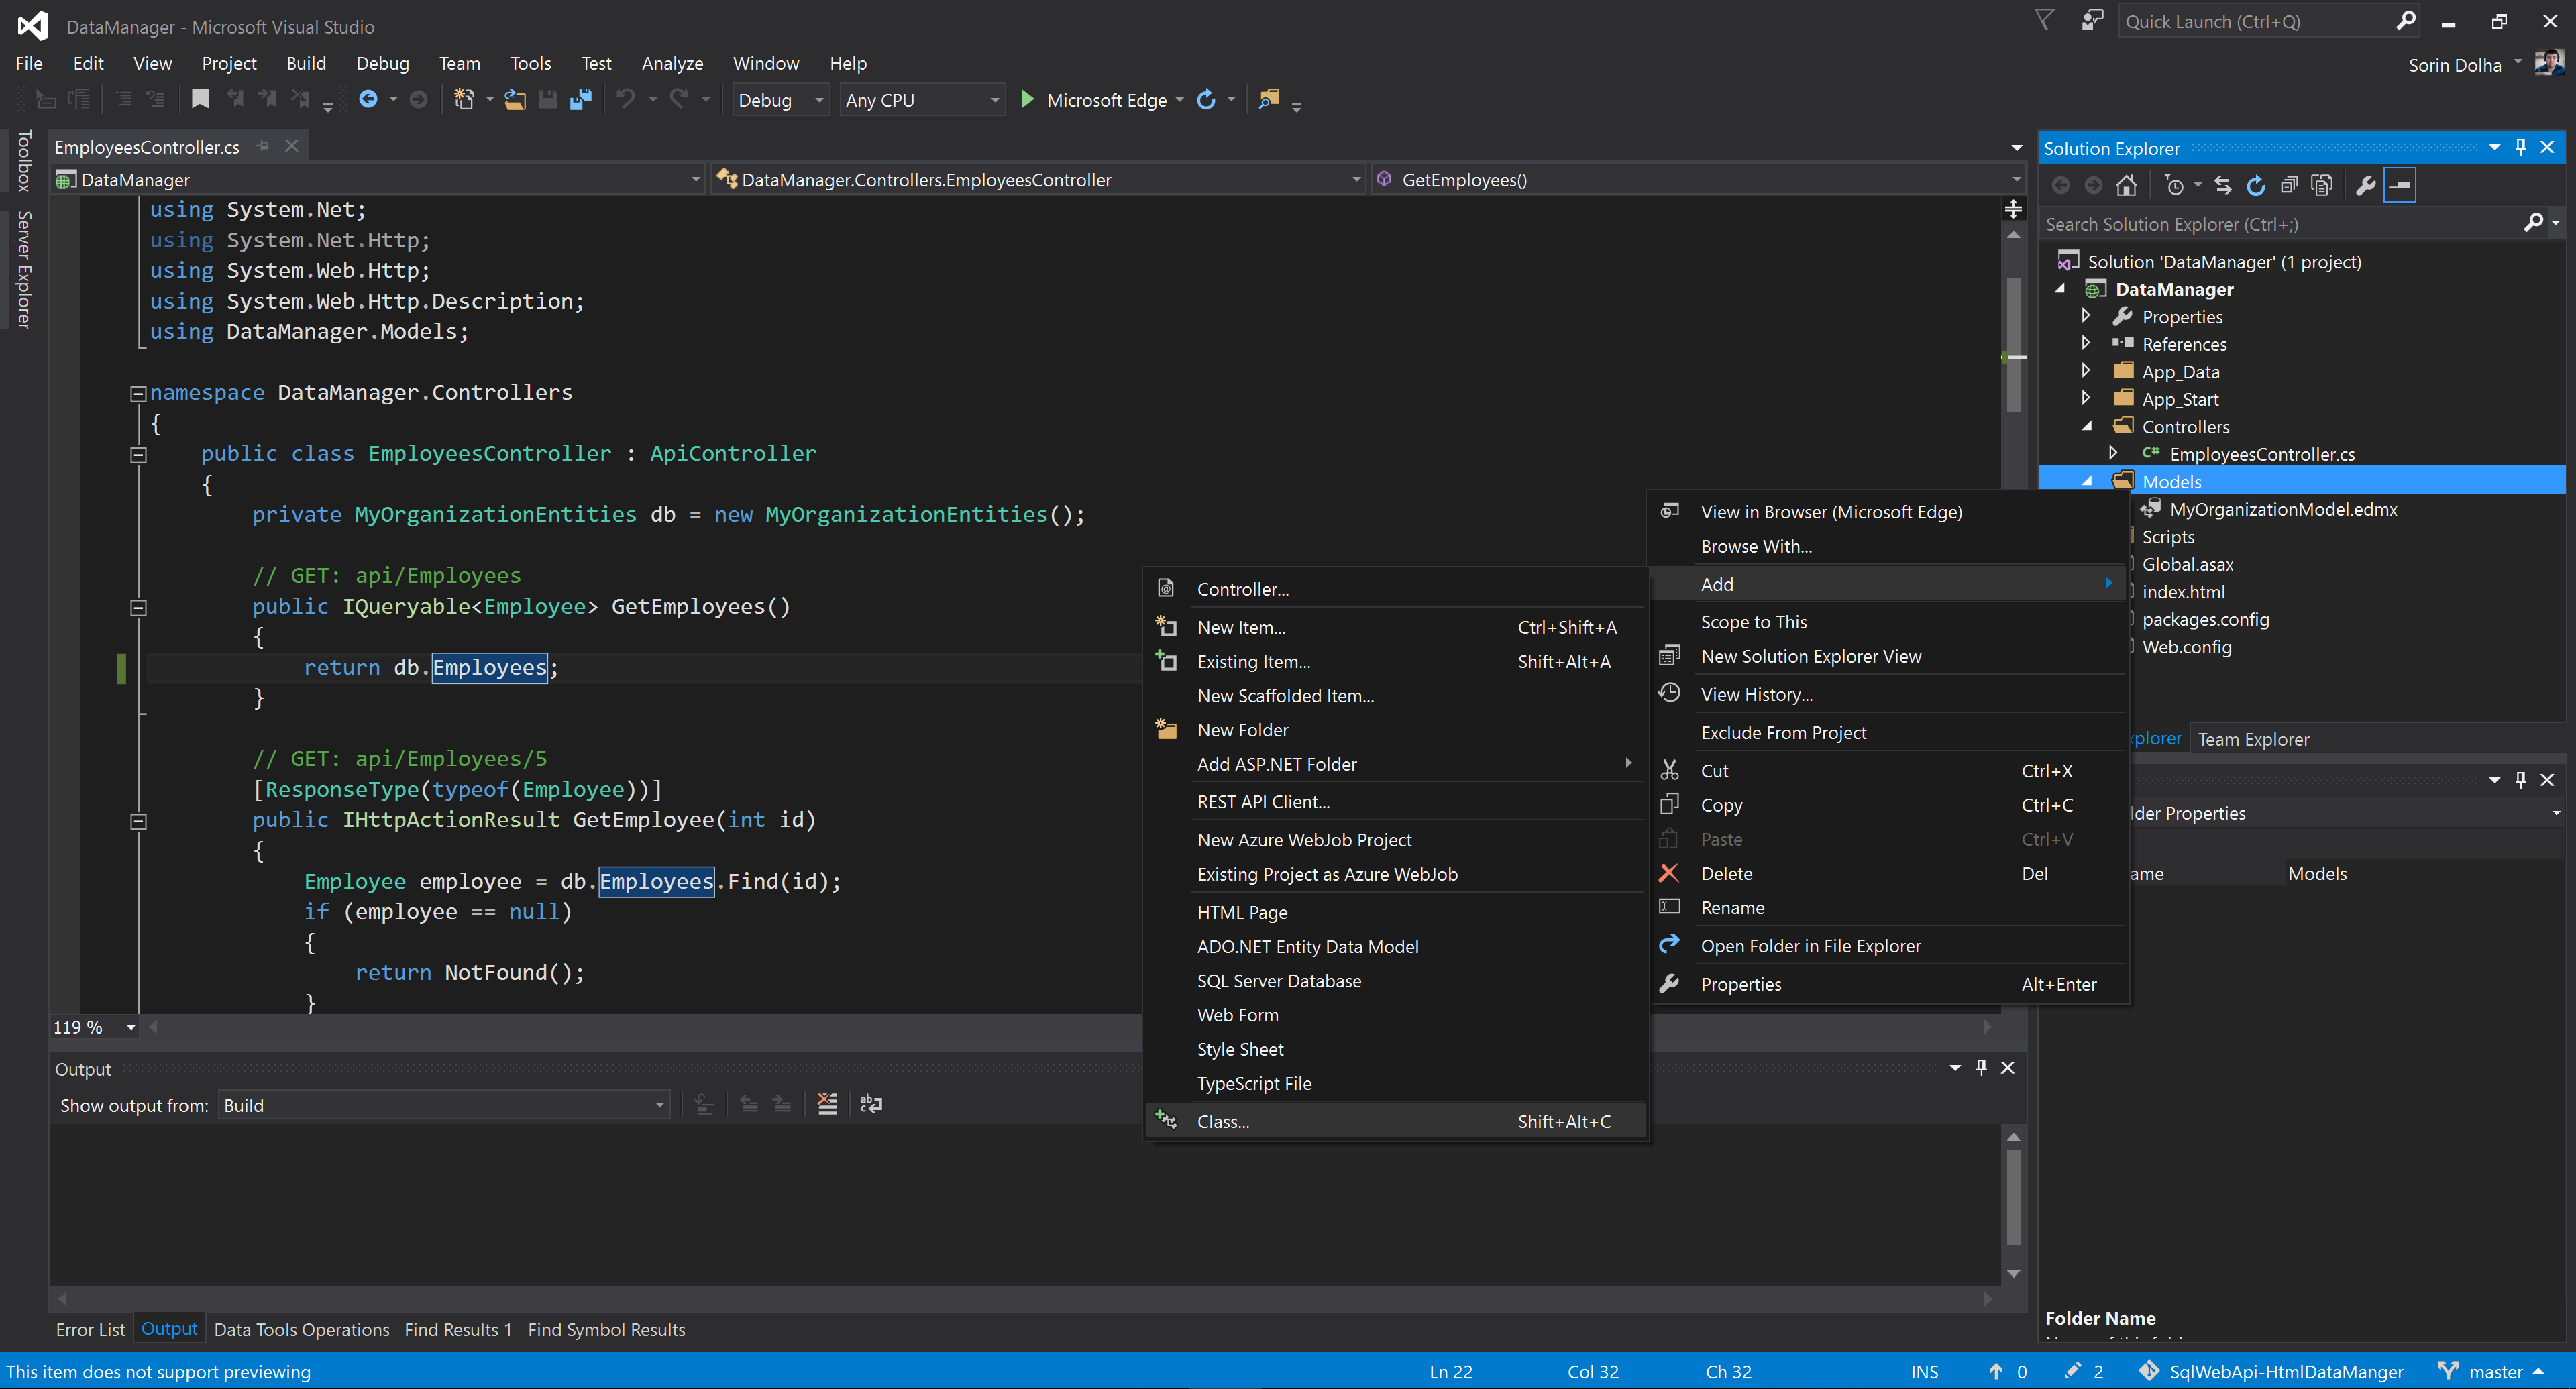 DataManager - Microsoft Visual Studio
Quick Launch (Ctrl+Q)
File Edit View Project Build Debug Team Tools Test Analyze Window Help
Sorin Dolha
Debug Any CPU Microsoft Edge
Toolbox
Server Explorer
EmployeesController.cs
DataManager DataManager.Controllers.EmployeesController GetEmployees()
using System.Net;
using System.Net.Http;
using System.Web.Http;
using System.Web.Http.Description;
using DataManager.Models;
namespace DataManager.Controllers
{
public class EmployeesController : ApiController
{
private MyOrganizationEntities db = new MyOrganizationEntities();
// GET: api/Employees
public IQueryable<Employee> GetEmployees()
{
return db.Employees;
}
// GET: api/Employees/5
[ResponseType(typeof(Employee))]
public IHttpActionResult GetEmployee(int id)
{
Employee employee = db.Employees.Find(id);
if (employee == null)
{
return NotFound();
}
119 %
Controller...
New Item... Ctrl+Shift+A
Existing Item... Shift+Alt+A
New Scaffolded Item...
New Folder
Add ASP.NET Folder
REST API Client...
New Azure WebJob Project
Existing Project as Azure WebJob
HTML Page
ADO.NET Entity Data Model
SQL Server Database
Web Form
Style Sheet
TypeScript File
Class... Shift+Alt+C
View in Browser (Microsoft Edge)
Browse With...
Add
Scope to This
New Solution Explorer View
View History...
Exclude From Project
Cut Ctrl+X
Copy Ctrl+C
Paste Ctrl+V
Delete Del
Rename
Open Folder in File Explorer
Properties Alt+Enter
Solution Explorer
Search Solution Explorer (Ctrl+;)
Solution 'DataManager' (1 project)
DataManager
Properties
References
App_Data
App_Start
Controllers
C# EmployeesController.cs
Models
MyOrganizationModel.edmx
Scripts
Global.asax
index.html
packages.config
Web.config
xplorer Team Explorer
lder Properties
ame Models
Folder Name
Output
Show output from: Build
Error List Output Data Tools Operations Find Results 1 Find Symbol Results
This item does not support previewing Ln 22 Col 32 Ch 32 INS 0 2 SqlWebApi-HtmlDataManger master